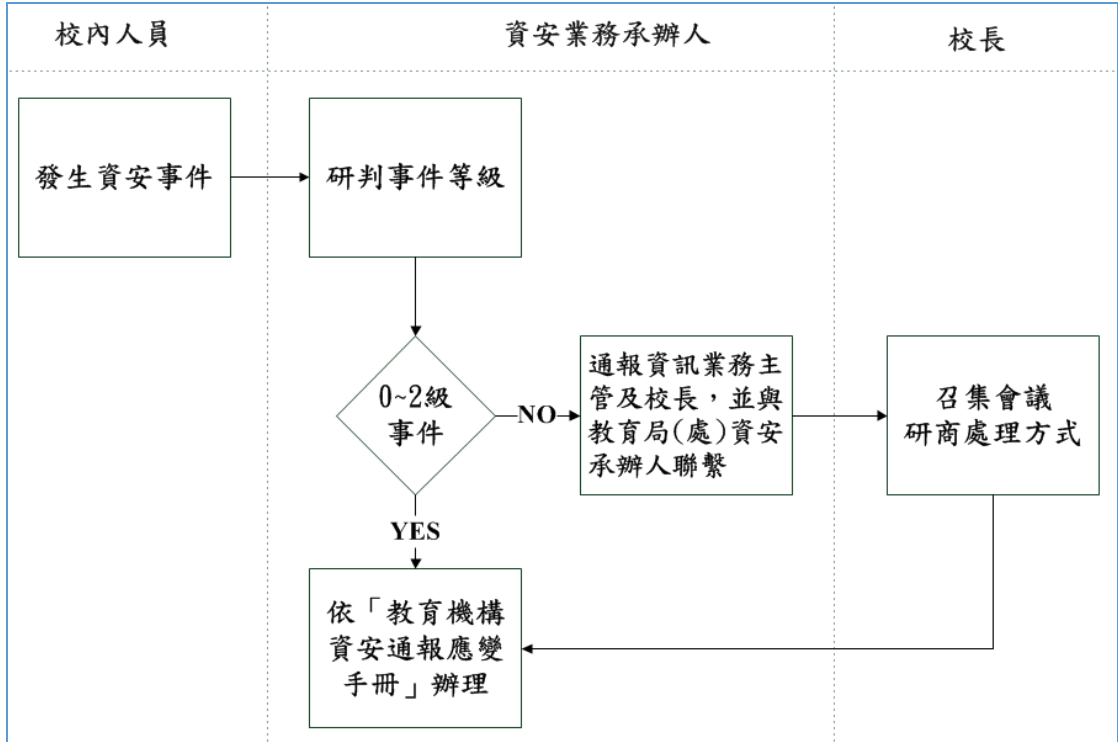 校內人員
資安業務承辦人
校長
發生資安事件
研判事件等級
0~2級
事件
NO
通報資訊業務主
管及校長，並與
教育局(處)資安
承辦人聯繫
召集會議
研商處理方式
YES
依「教育機構
資安通報應變
手冊」辦理